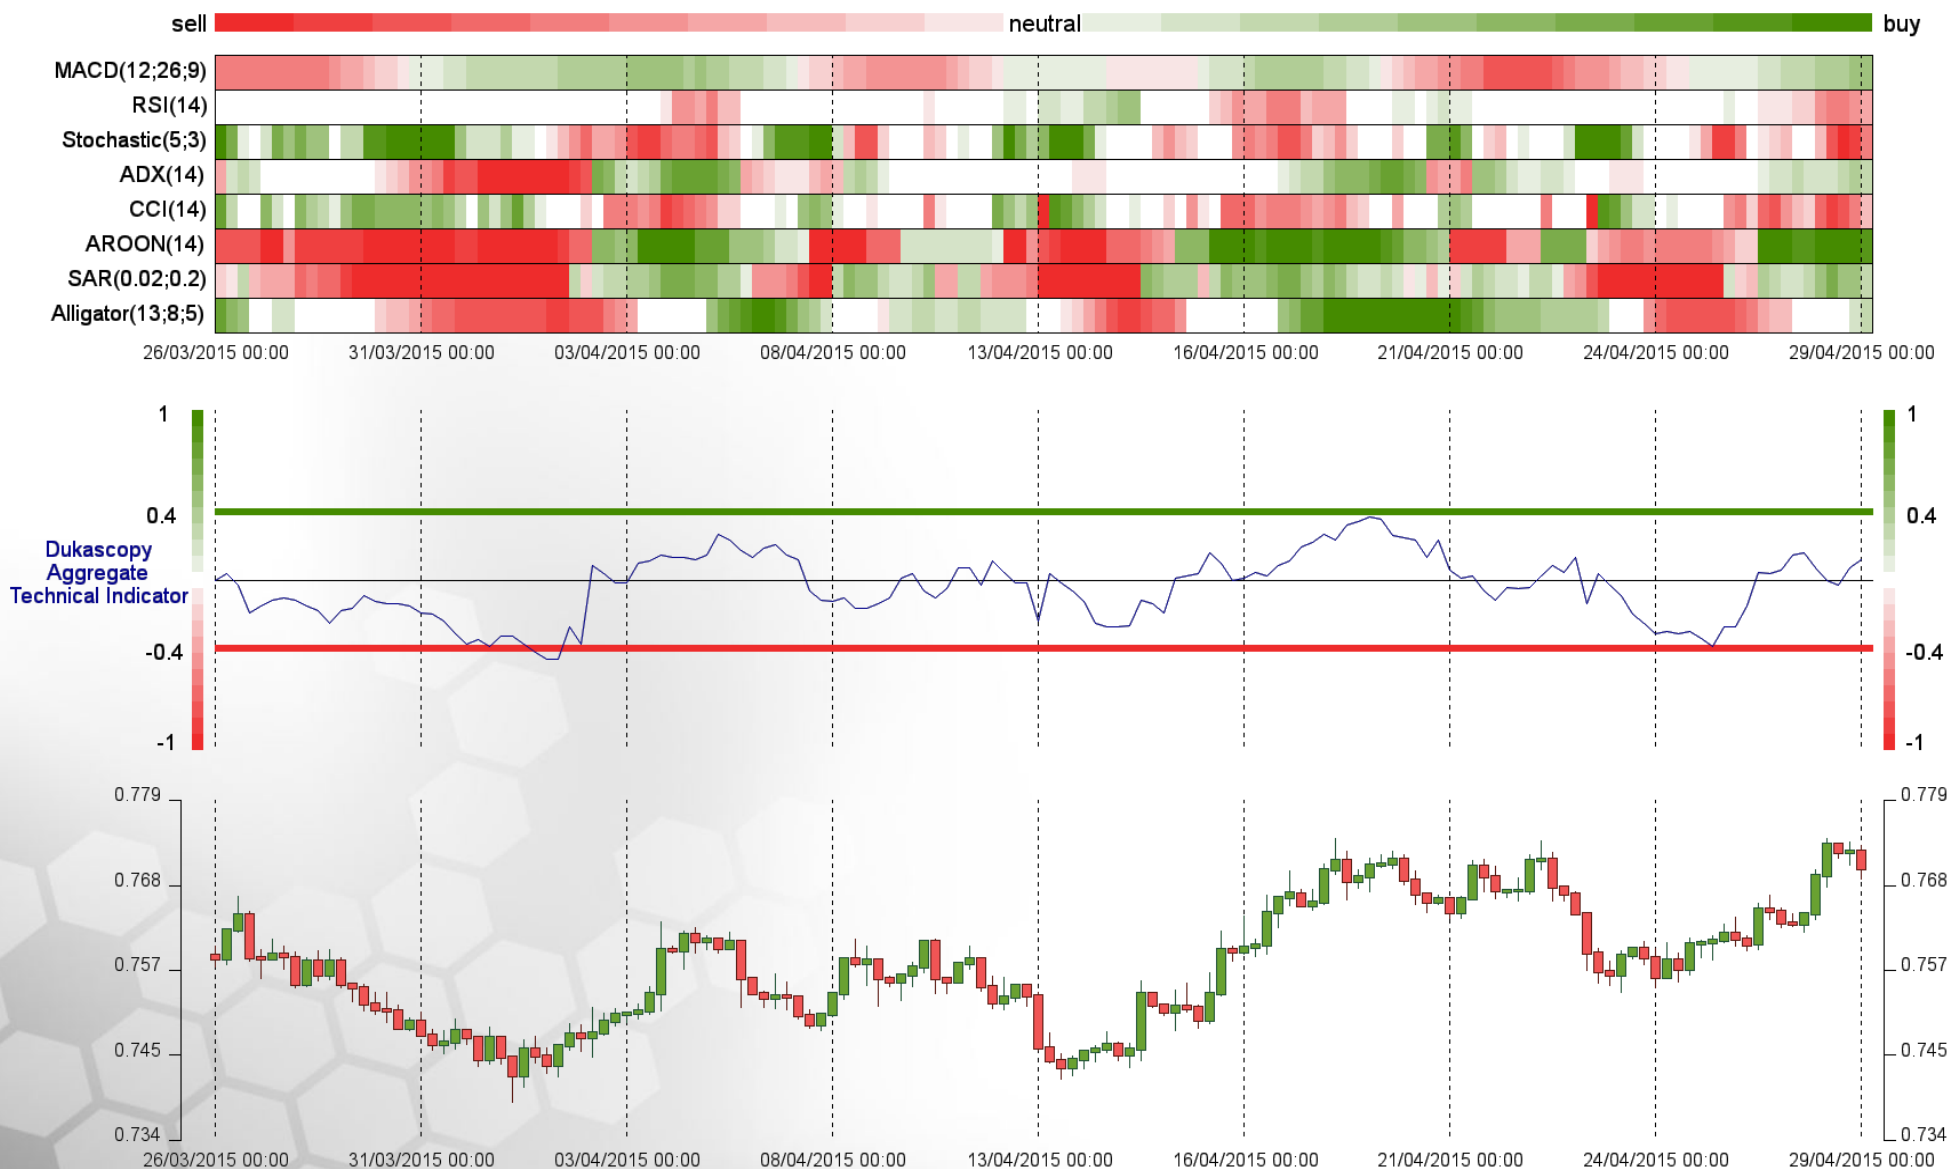 sell neutral buy
MACD(12;26;9)
RSI(14)
Stochastic(5;3)
ADX(14)
CCI(14)
AROON(14)
SAR(0.02;0.2)
Alligator(13;8;5)
26/03/2015 00:00 31/03/2015 00:00 03/04/2015 00:00 08/04/2015 00:00 13/04/2015 00:00 16/04/2015 00:00 21/04/2015 00:00 24/04/2015 00:00 29/04/2015 00:00
1 1
0.4 0.4
Dukascopy
Aggregate
Technical Indicator
-0.4 -0.4
-1 -1
0.779 0.779
0.768 0.768
0.757 0.757
0.745 0.745
0.734 0.734
26/03/2015 00:00 31/03/2015 00:00 03/04/2015 00:00 08/04/2015 00:00 13/04/2015 00:00 16/04/2015 00:00 21/04/2015 00:00 24/04/2015 00:00 29/04/2015 00:00